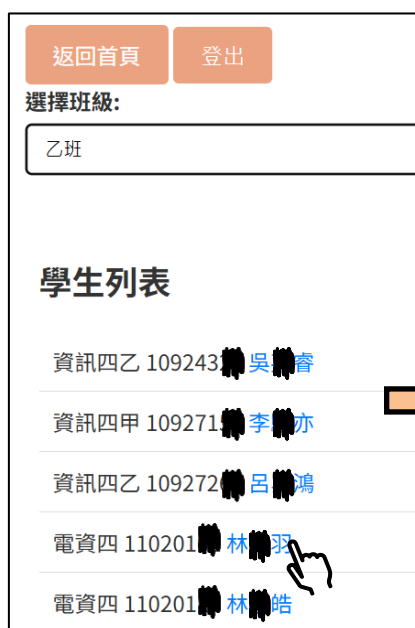 返回首頁 登出
選擇班級:
乙班
學生列表
資訊四乙 109243 吳 睿
資訊四甲 109271 李 亦
資訊四乙 109272 呂 鴻
電資四 110201 林 羽
電資四 110201 林 皓